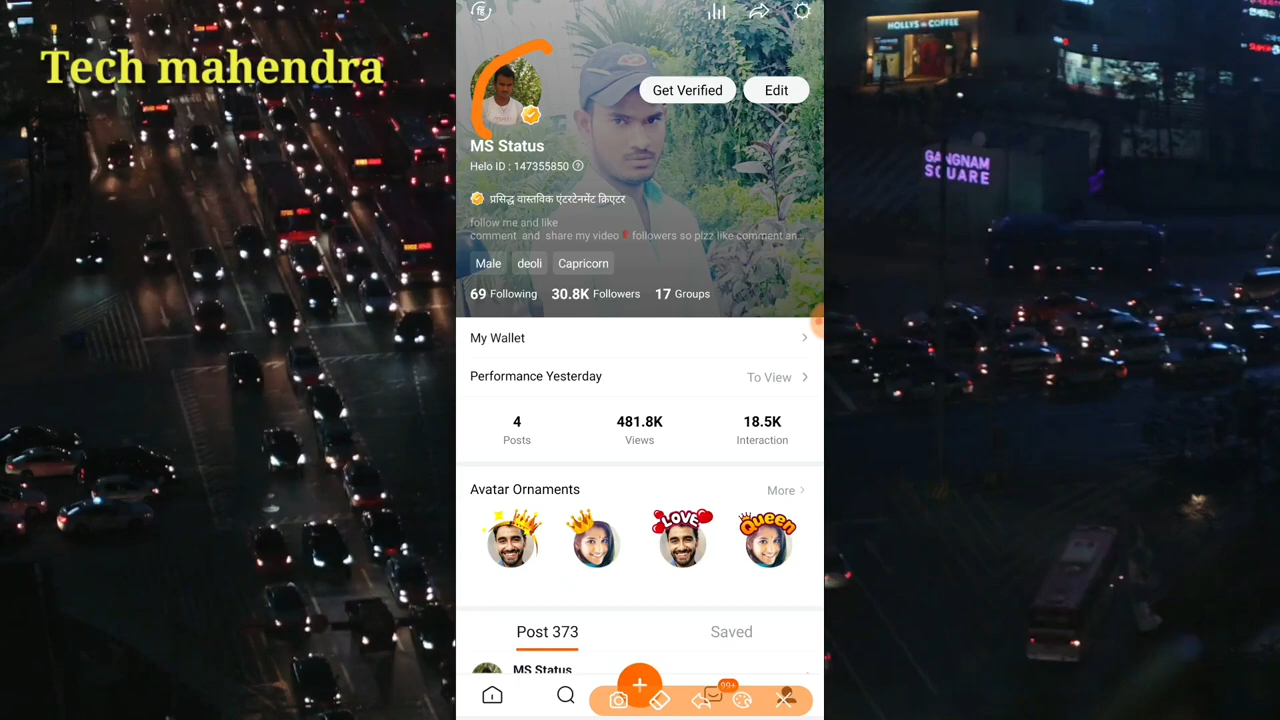 Tech mahendra
हि
Get Verified
Edit
MS Status
Helo ID : 147355850
प्रसिद्ध वास्तविक एंटरटेनमेंट क्रिएटर
follow me and like
comment and share my video followers so plzz like comment an...
Male
deoli
Capricorn
69 Following 30.8K Followers 17 Groups
My Wallet
Performance Yesterday
To View
4
481.8K
18.5K
Posts
Views
Interaction
Avatar Ornaments
More
LOVE
Queen
Post 373
Saved
MS Status
99+
HOLLYS COFFEE
GANGNAM
SQUARE